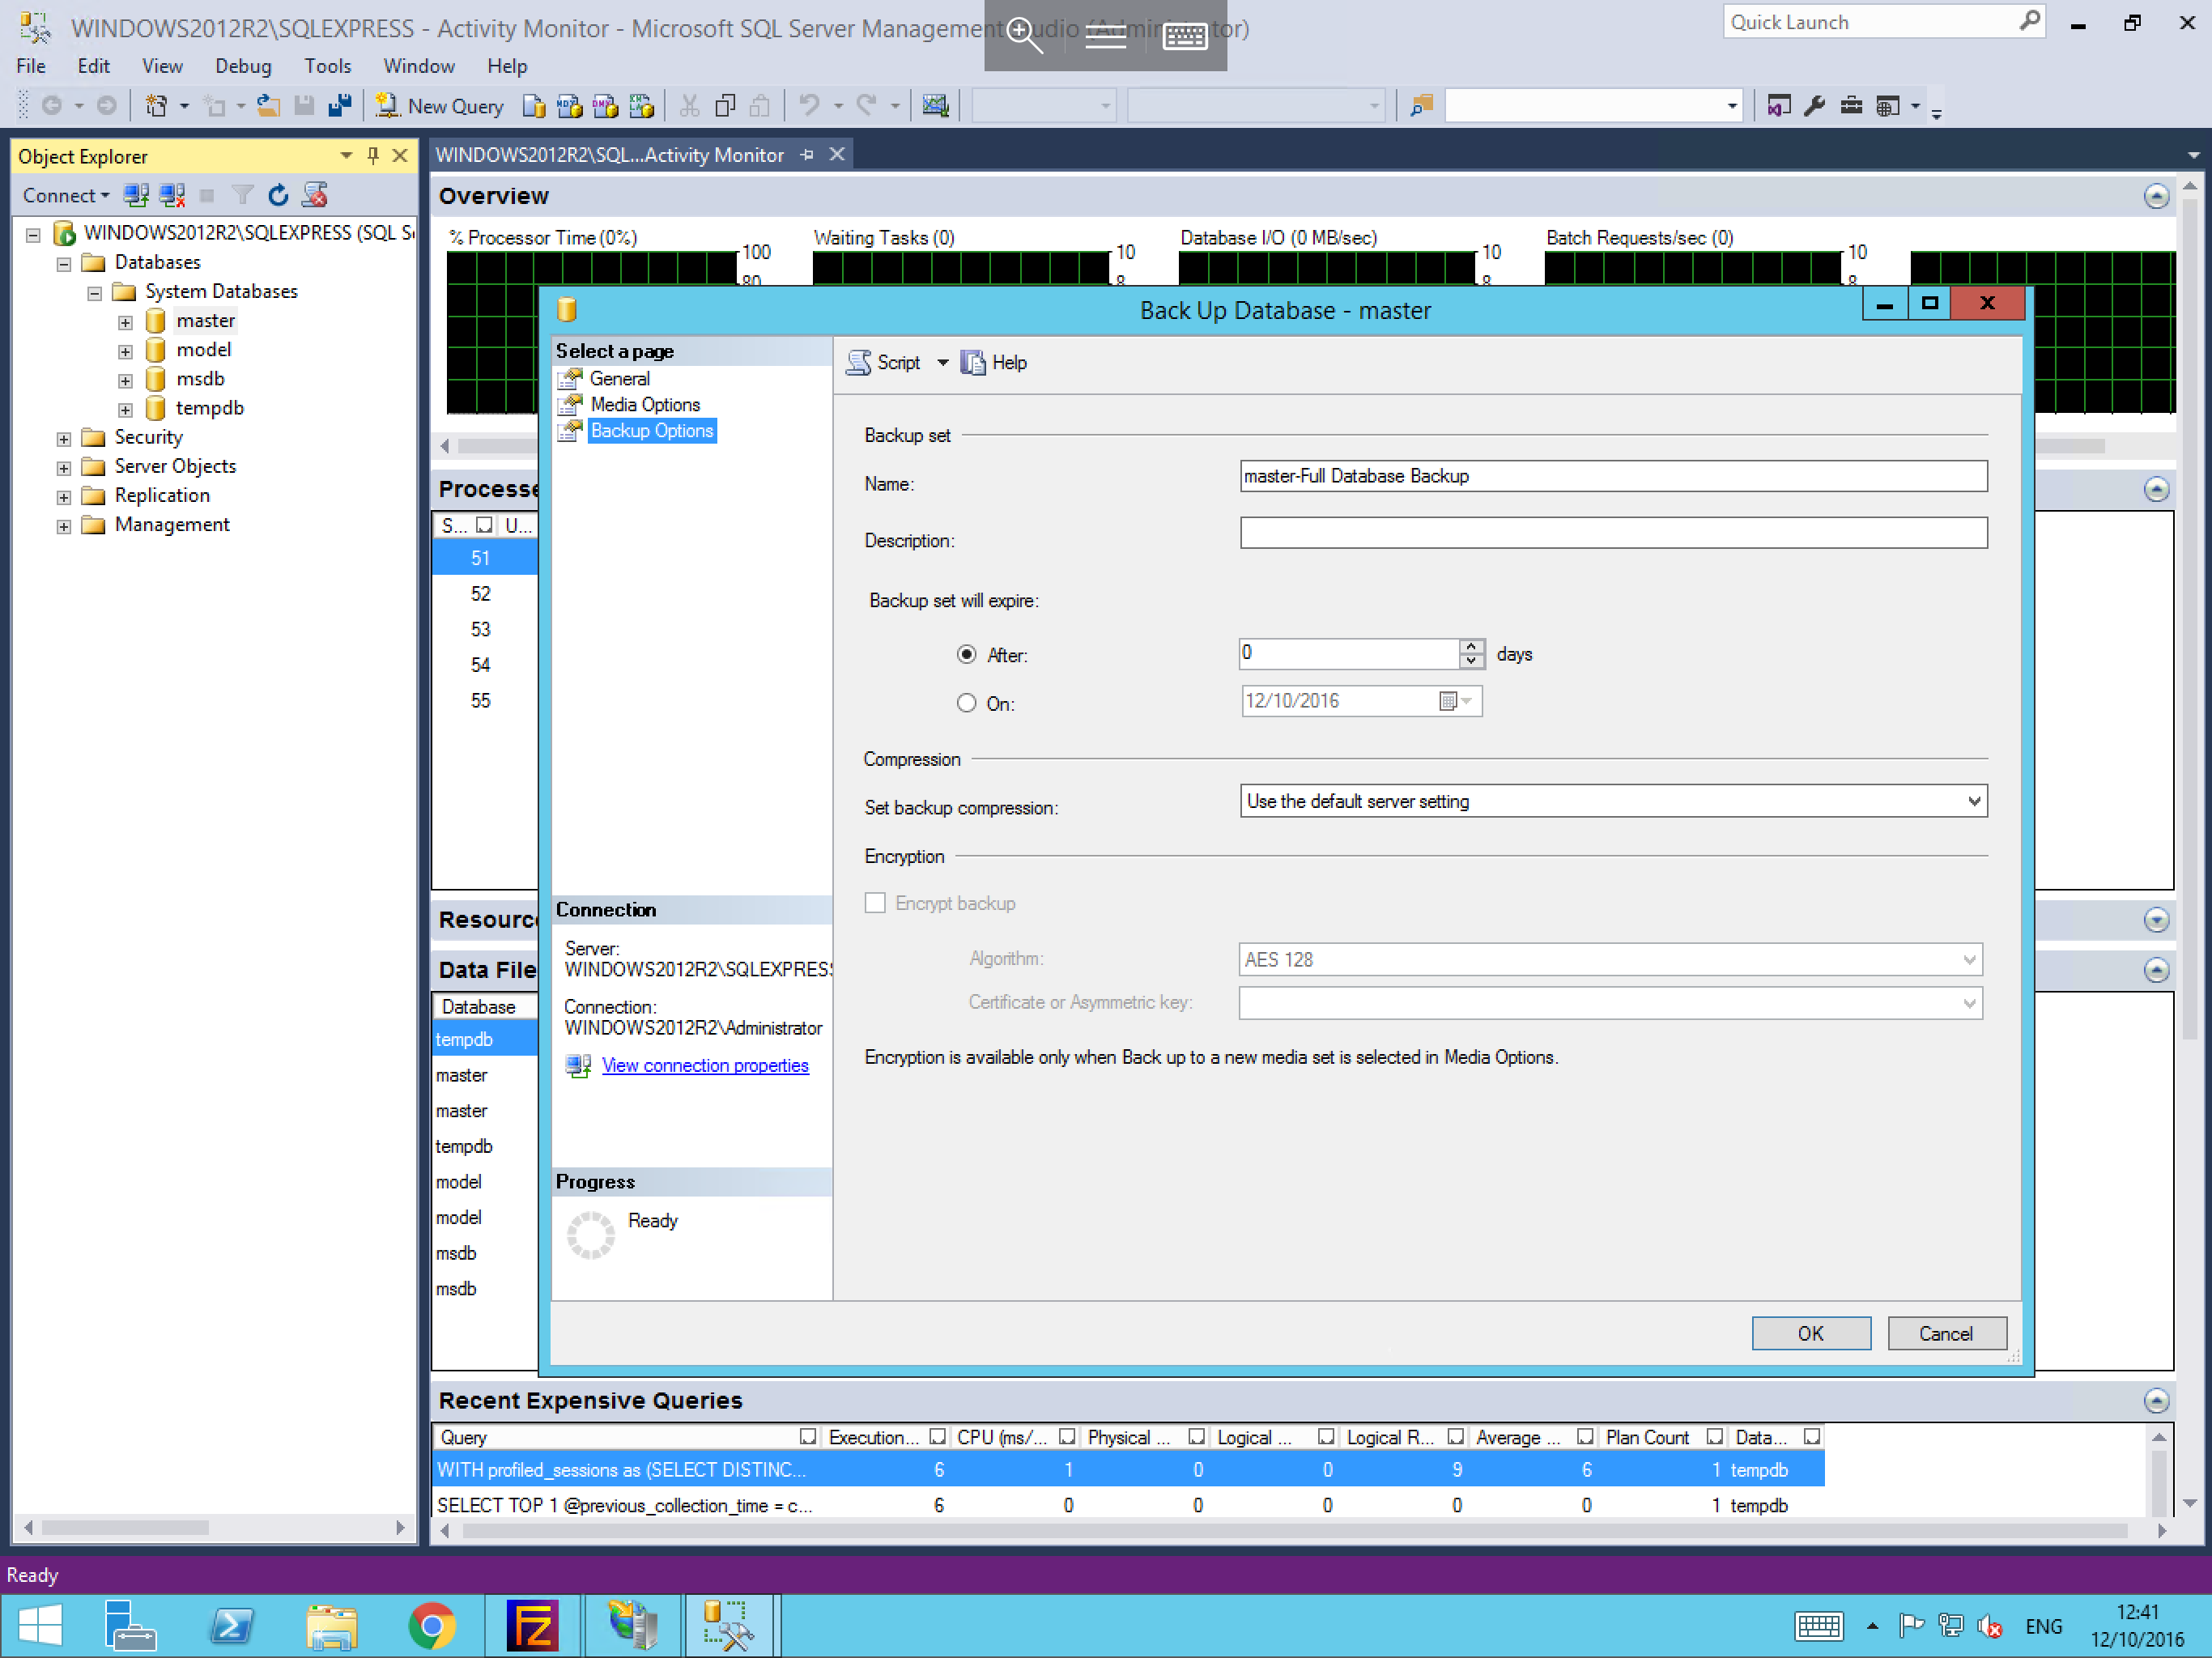 WINDOWS2012R2\SQLEXPRESS - Activity Monitor - Microsoft SQL Server Management
Quick Launch
File Edit View Debug Tools Window Help
New Query
Object Explorer
WINDOWS2012R2\SQL...Activity Monitor
Connect
Overview
WINDOWS2012R2\SQLEXPRESS (SQL
Databases
System Databases
master
model
msdb
tempdb
Security
Server Objects
Replication
Management
% Processor Time (0%)
100
80
Waiting Tasks (0)
10
8
Database I/O (0 MB/sec)
10
8
Batch Requests/sec (0)
10
8
Back Up Database - master
Select a page
General
Media Options
Backup Options
Script Help
Backup set
Name: master-Full Database Backup
Description:
Backup set will expire:
After: 0 days
On: 12/10/2016
Compression
Set backup compression: Use the default server setting
Encryption
Encrypt backup
Algorithm: AES 128
Certificate or Asymmetric key:
Encryption is available only when Back up to a new media set is selected in Media Options.
Connection
Server:
WINDOWS2012R2\SQLEXPRESS
Connection:
WINDOWS2012R2\Administrator
View connection properties
Progress
Ready
OK Cancel
S... U...
51
52
53
54
55
Data File
Database
tempdb
master
master
tempdb
model
model
msdb
msdb
Recent Expensive Queries
Query Execution... CPU (ms/... Physical ... Logical ... Logical R... Average ... Plan Count Data...
WITH profiled_sessions as (SELECT DISTINC... 6 1 0 0 9 6 1 tempdb
SELECT TOP 1 @previous_collection_time = c... 6 0 0 0 0 0 1 tempdb
Ready
ENG
12:41
12/10/2016